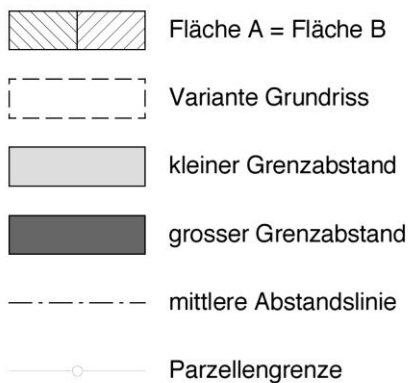 Fläche A = Fläche B
Variante Grundriss
kleiner Grenzabstand
grosser Grenzabstand
mittlere Abstandslinie
Parzellengrenze